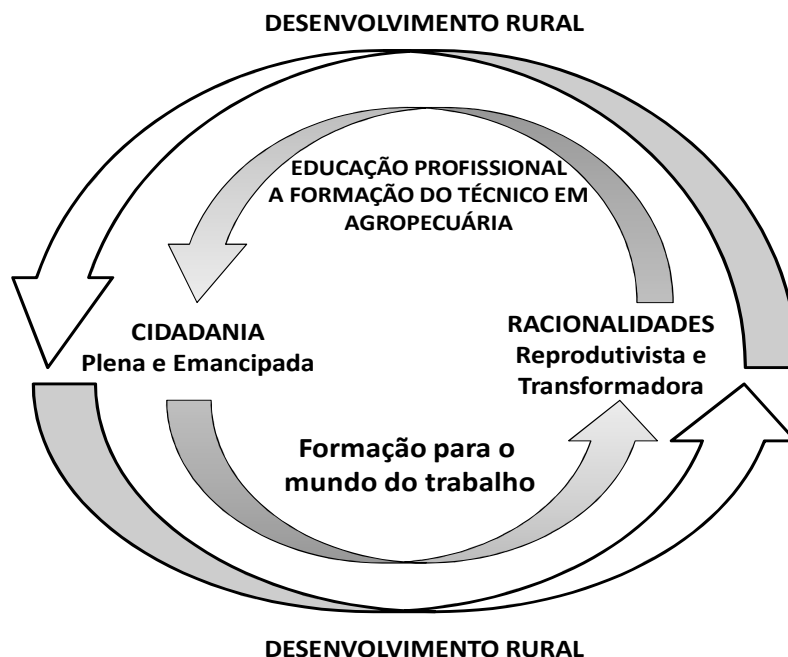 DESENVOLVIMENTO RURAL
EDUCAÇÃO PROFISSIONAL
A FORMAÇÃO DO TÉCNICO EM
AGROPECUÁRIA
CIDADANIA
Plena e Emancipada
RACIONALIDADES
Reprodutivista e
Transformadora
Formação para o
mundo do trabalho
DESENVOLVIMENTO RURAL